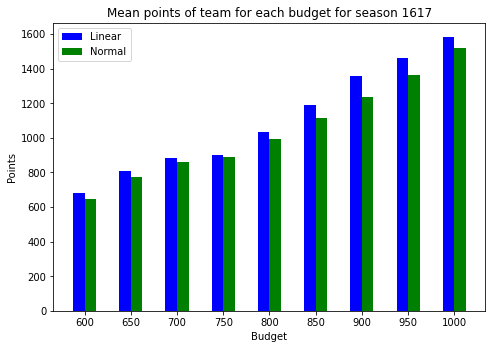 Mean points of team for each budget for season 1617
Linear
Normal
1600
1400
1200
1000
800
600
400
200
0
Points
600 650 700 750 800 850 900 950 1000
Budget